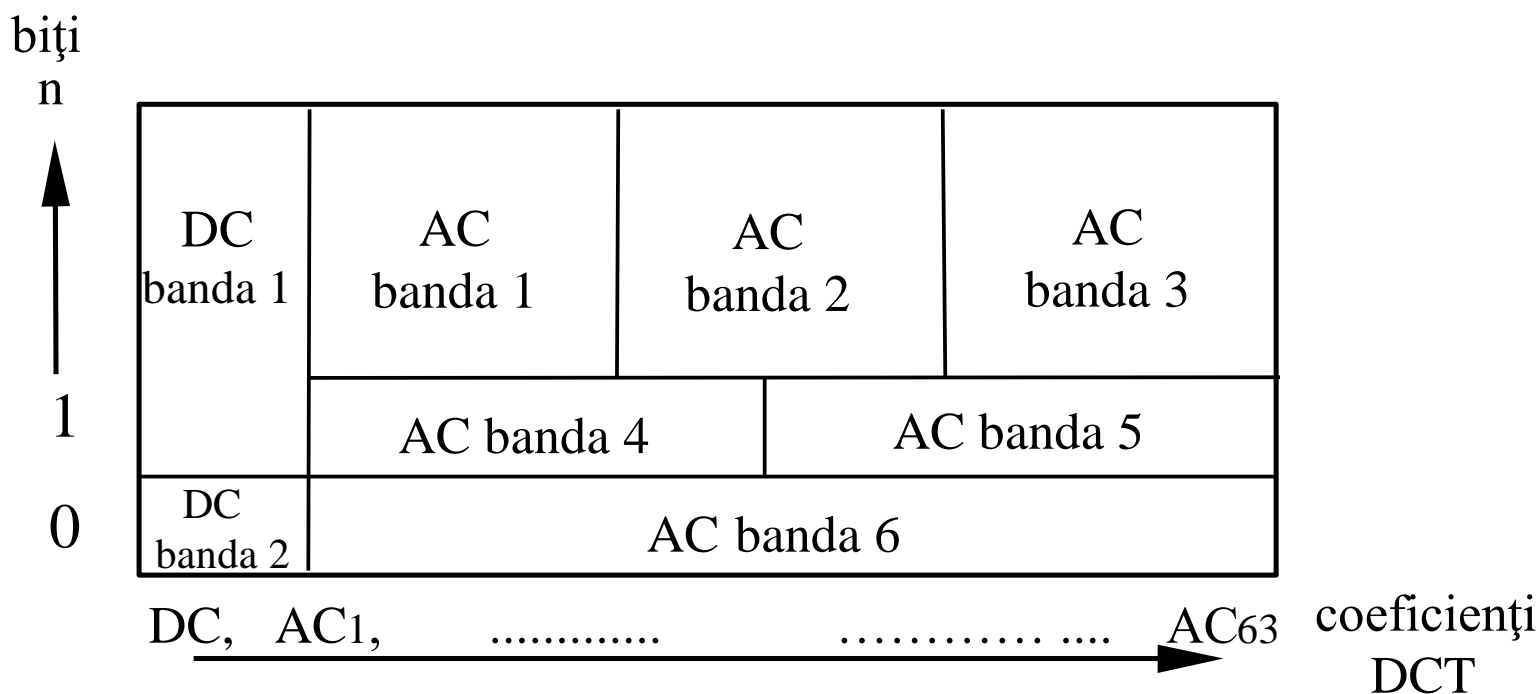 biţi
n
DC
banda 1
AC
banda 1
AC
banda 2
AC
banda 3
1
AC banda 4
AC banda 5
0
DC
banda 2
AC banda 6
DC, AC1, ............. ………… .... AC63
coeficienţi
DCT